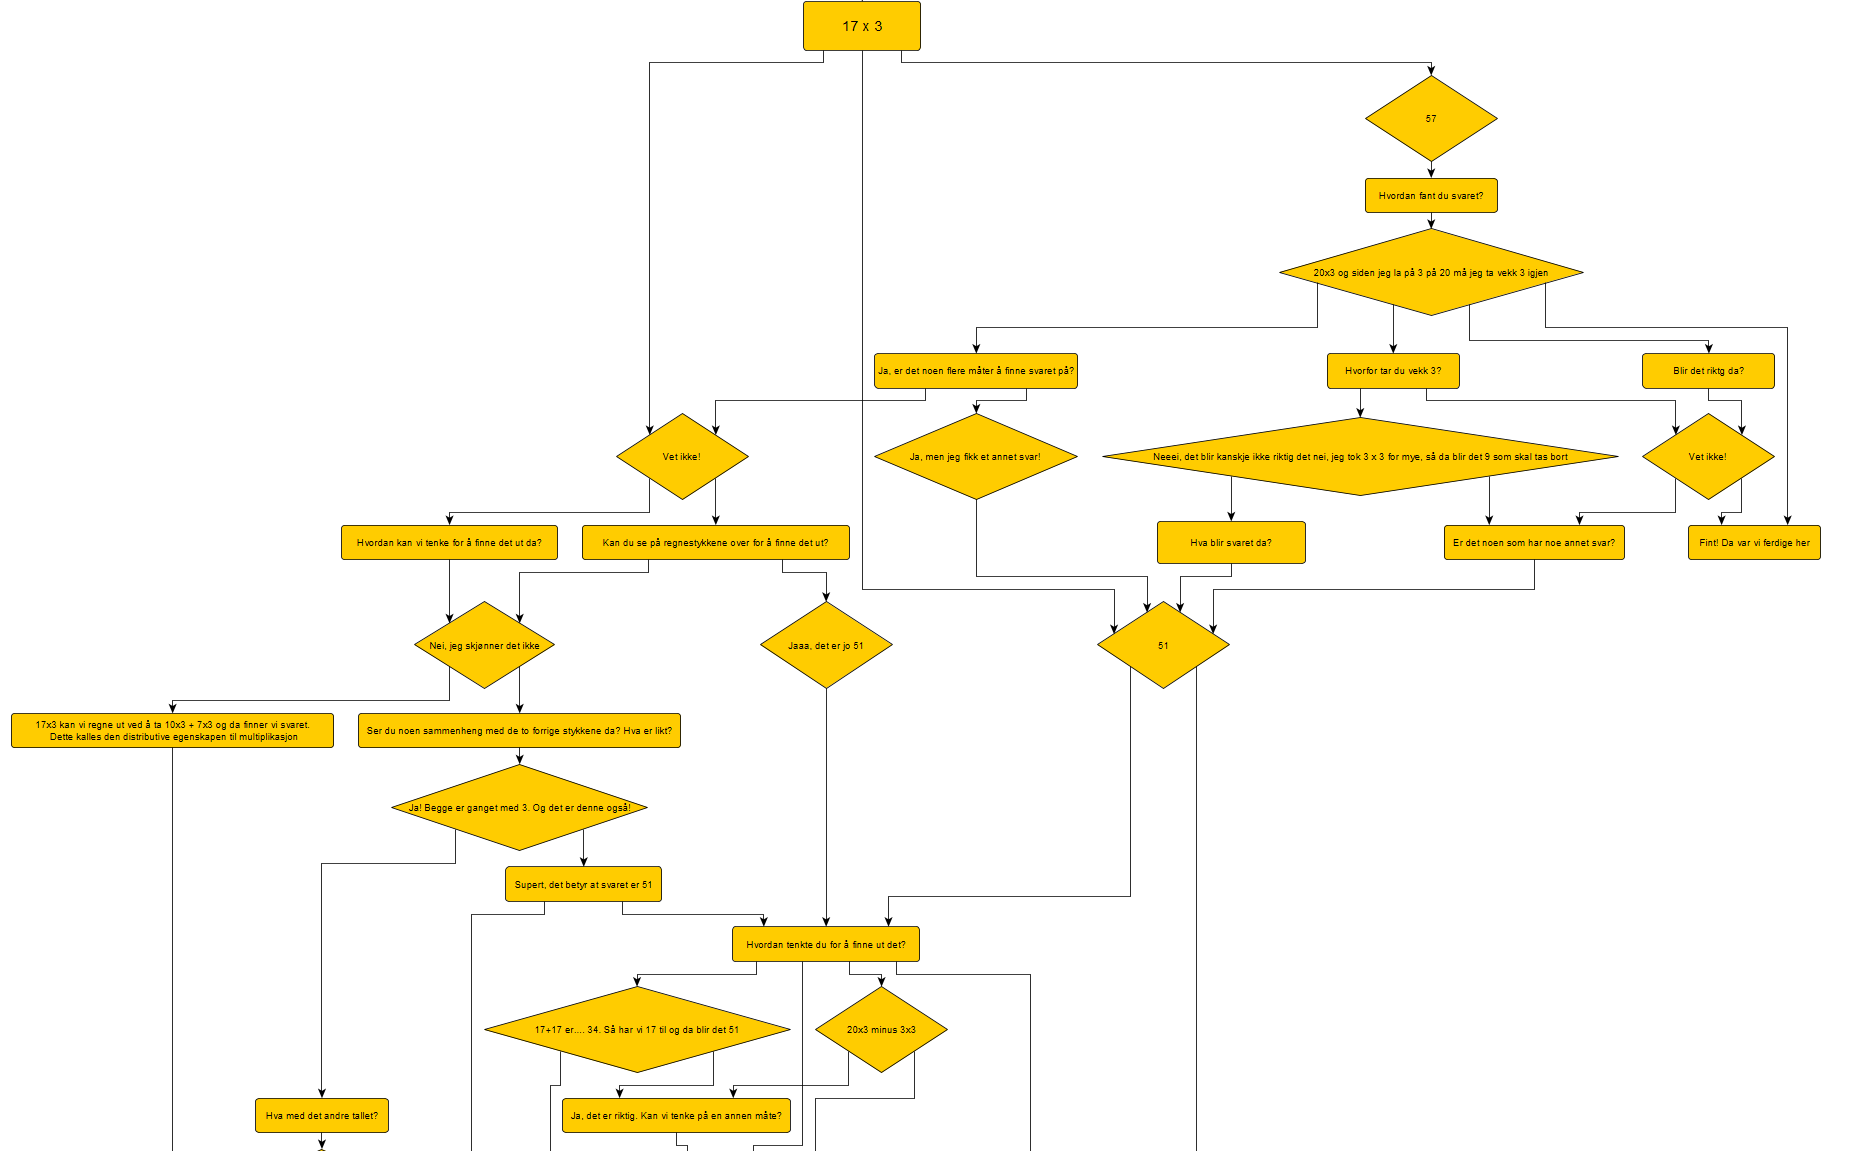 17 x 3
57
Hvordan fant du svaret?
20x3 og siden jeg la på 3 på 20 må jeg ta vekk 3 igjen
Ja, er det noen flere måter å finne svaret på?
Hvorfor tar du vekk 3?
Blir det riktg da?
Vet ikke!
Ja, men jeg fikk et annet svar!
Neeei, det blir kanskje ikke riktig det nei, jeg tok 3 x 3 for mye, så da blir det 9 som skal tas bort
Vet ikke!
Hvordan kan vi tenke for å finne det ut da?
Kan du se på regnestykkene over for å finne det ut?
Hva blir svaret da?
Er det noen som har noe annet svar?
Fint! Da var vi ferdige her
Nei, jeg skjønner det ikke
Jaaa, det er jo 51
51
17x3 kan vi regne ut ved å ta 10x3 + 7x3 og da finner vi svaret.
Dette kalles den distributive egenskapen til multiplikasjon
Ser du noen sammenheng med de to forrige stykkene da? Hva er likt?
Ja! Begge er ganget med 3. Og det er denne også!
Supert, det betyr at svaret er 51
Hvordan tenkte du for å finne ut det?
17+17 er.... 34. Så har vi 17 til og da blir det 51
20x3 minus 3x3
Hva med det andre tallet?
Ja, det er riktig. Kan vi tenke på en annen måte?